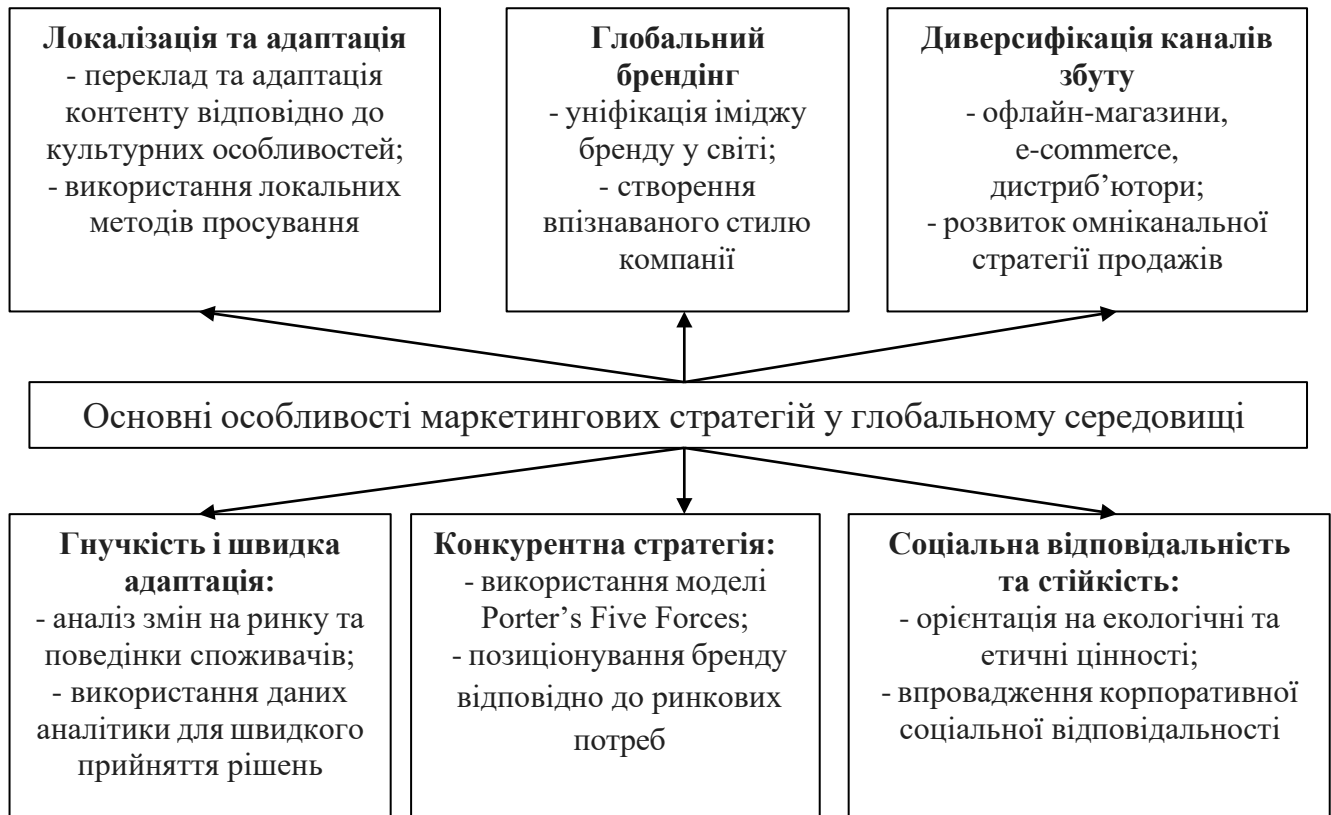 Локалізація та адаптація
- переклад та адаптація
контенту відповідно до
культурних особливостей;
- використання локальних
методів просування
Глобальний
брендінг
- уніфікація іміджу
бренду у світі;
- створення
впізнаваного стилю
компанії
Диверсифікація каналів
збуту
- офлайн-магазини,
e-commerce,
дистриб’ютори;
- розвиток омніканальної
стратегії продажів
Основні особливості маркетингових стратегій у глобальному середовищі
Гнучкість і швидка
адаптація:
- аналіз змін на ринку та
поведінки споживачів;
- використання даних
аналітики для швидкого
прийняття рішень
Конкурентна стратегія:
- використання моделі
Porter’s Five Forces;
- позиціонування бренду
відповідно до ринкових
потреб
Соціальна відповідальність
та стійкість:
- орієнтація на екологічні та
етичні цінності;
- впровадження корпоративної
соціальної відповідальності